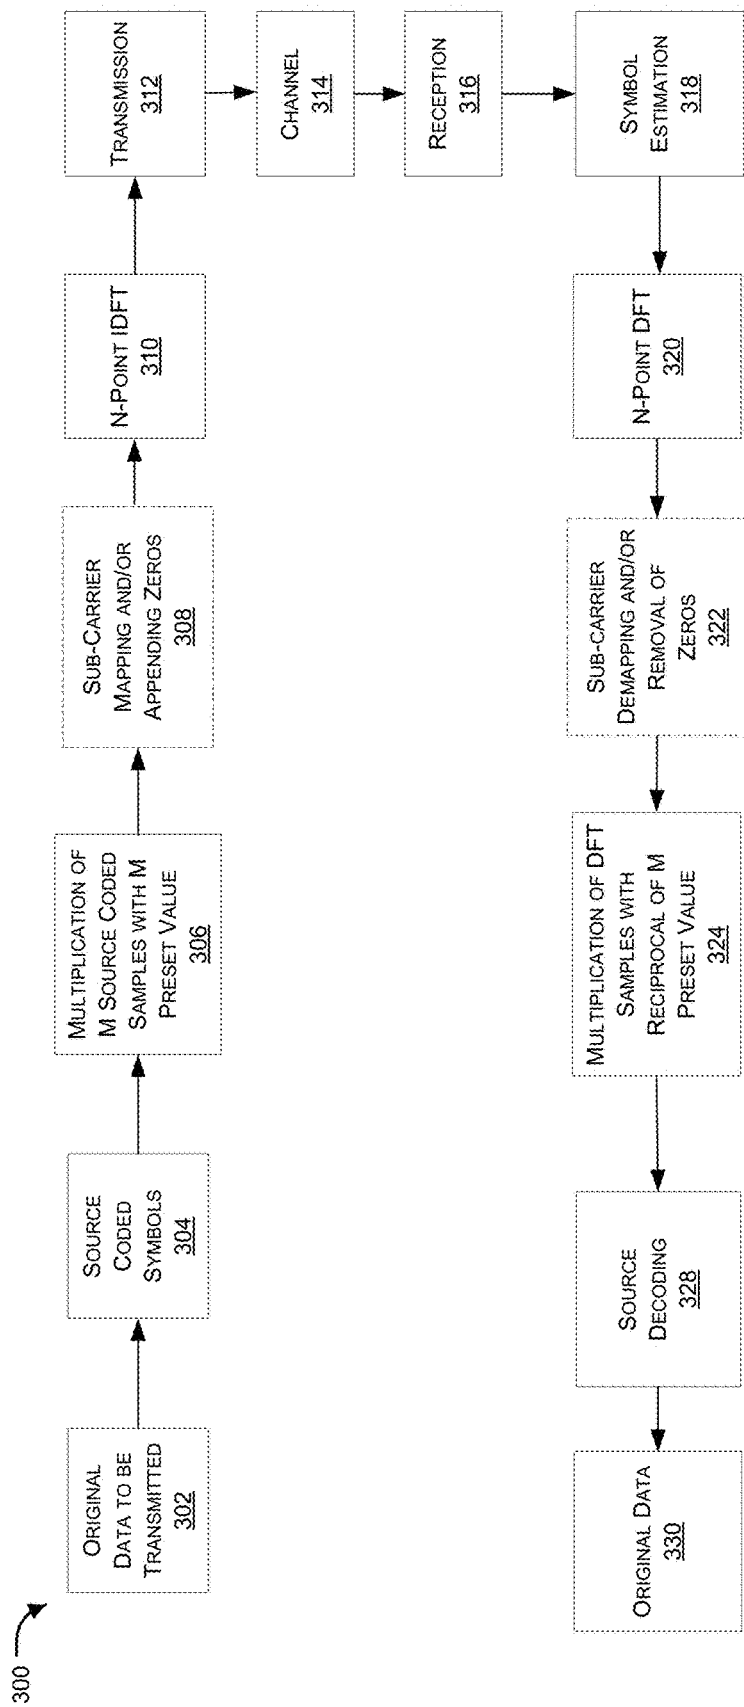 300
ORIGINAL
DATA TO BE
TRANSMITTED
302
SOURCE
CODED
SYMBOLS
304
MULTIPLICATION OF
M SOURCE CODED
SAMPLES WITH M
PRESET VALUE
306
SUB-CARRIER
MAPPING AND/OR
APPENDING ZEROS
308
N-POINT IDFT
310
TRANSMISSION
312
CHANNEL
314
RECEPTION
316
SYMBOL
ESTIMATION
318
N-POINT DFT
320
SUB-CARRIER
DEMAPPING AND/OR
REMOVAL OF
ZEROS
322
MULTIPLICATION OF DFT
SAMPLES WITH
RECIPROCAL OF M
PRESET VALUE
324
SOURCE
DECODING
328
ORIGINAL DATA
330